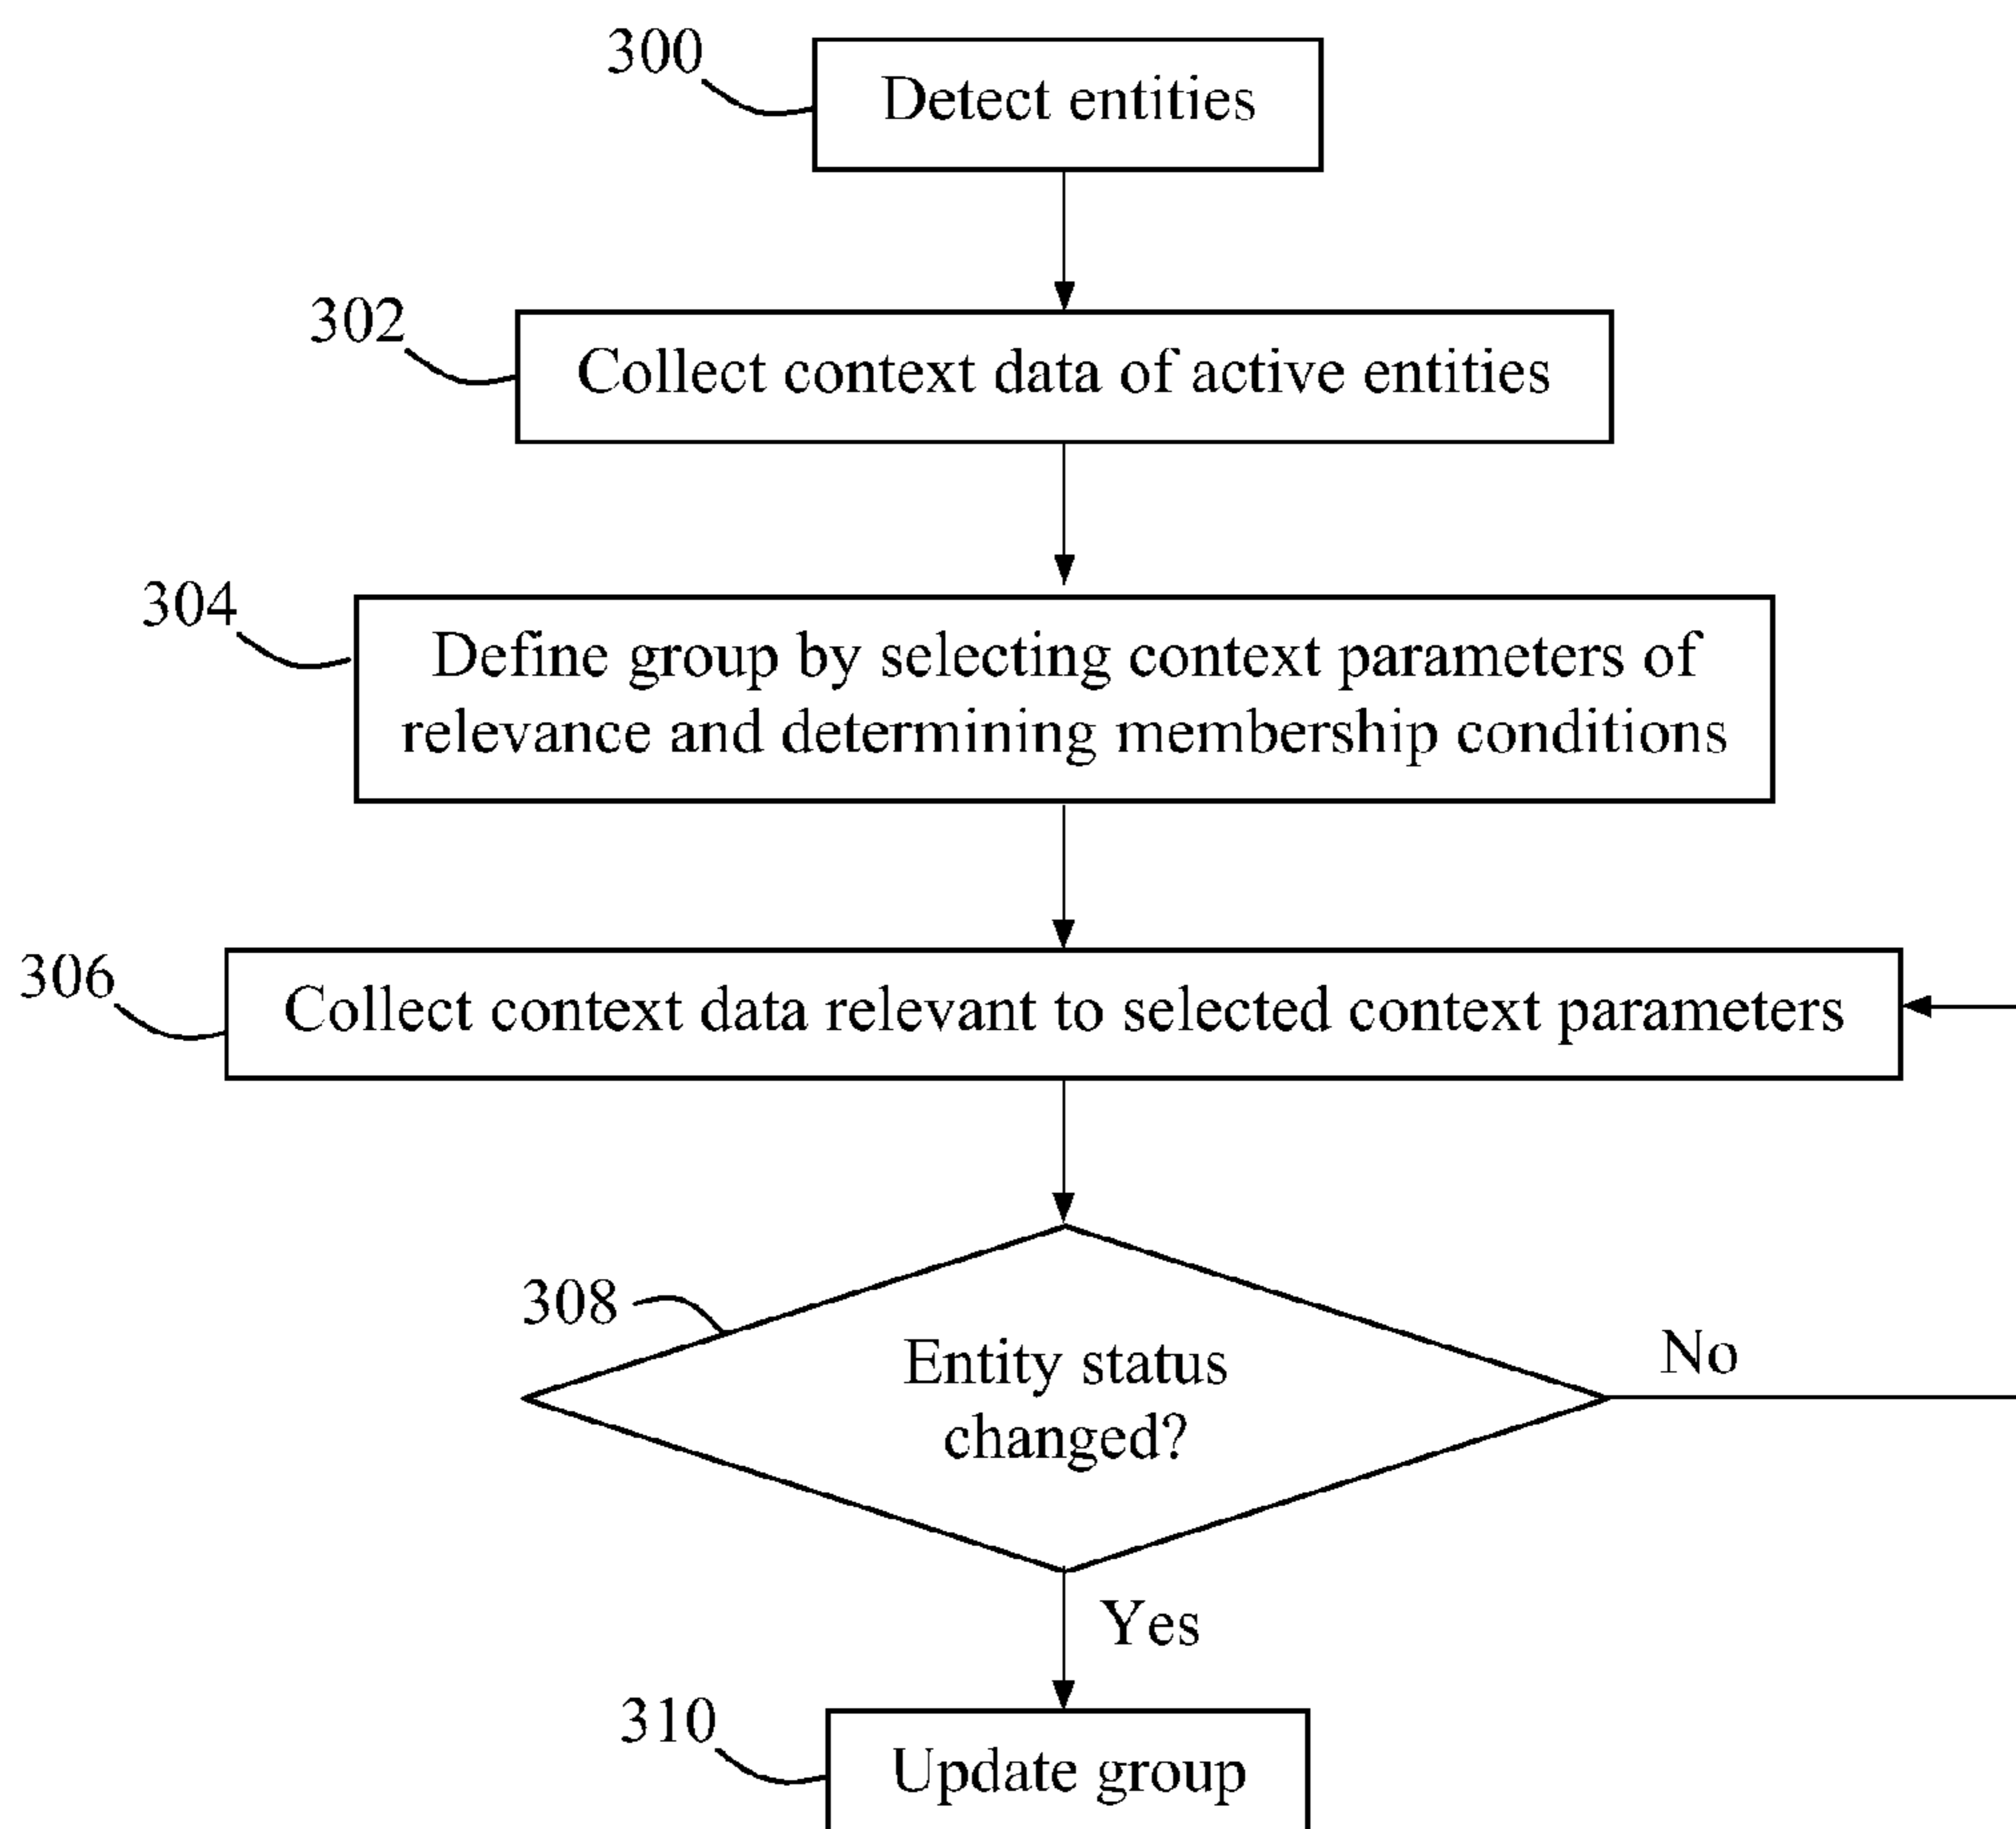 300
Detect entities
302
Collect context data of active entities
304
Define group by selecting context parameters of
relevance and determining membership conditions
306
Collect context data relevant to selected context parameters
308
Entity status
changed?
No
Yes
310
Update group